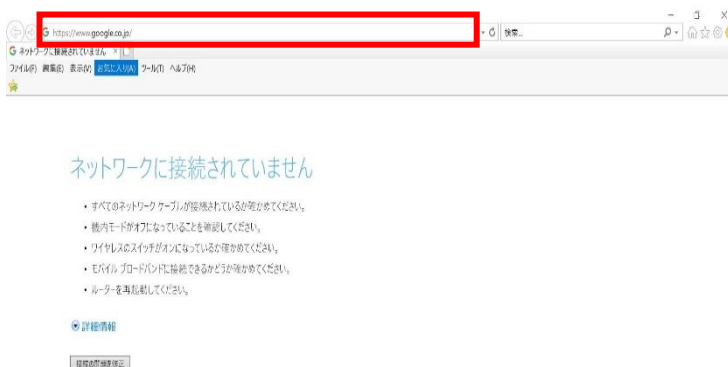 https://www.google.co.jp/
検索...
ネットワークに接続されていません
ファイル(F) 編集(E) 表示(V) お気に入り(A) ツール(T) ヘルプ(H)
ネットワークに接続されていません
• すべてのネットワーク ケーブルが接続されているか確かめてください。
• 機内モードがオフになっていることを確認してください。
• ワイヤレスのスイッチがオンになっているか確かめてください。
• モバイル ブロードバンドに接続できるかどうか確かめてください。
• ルーターを再起動してください。
詳細情報
接続の問題を修正